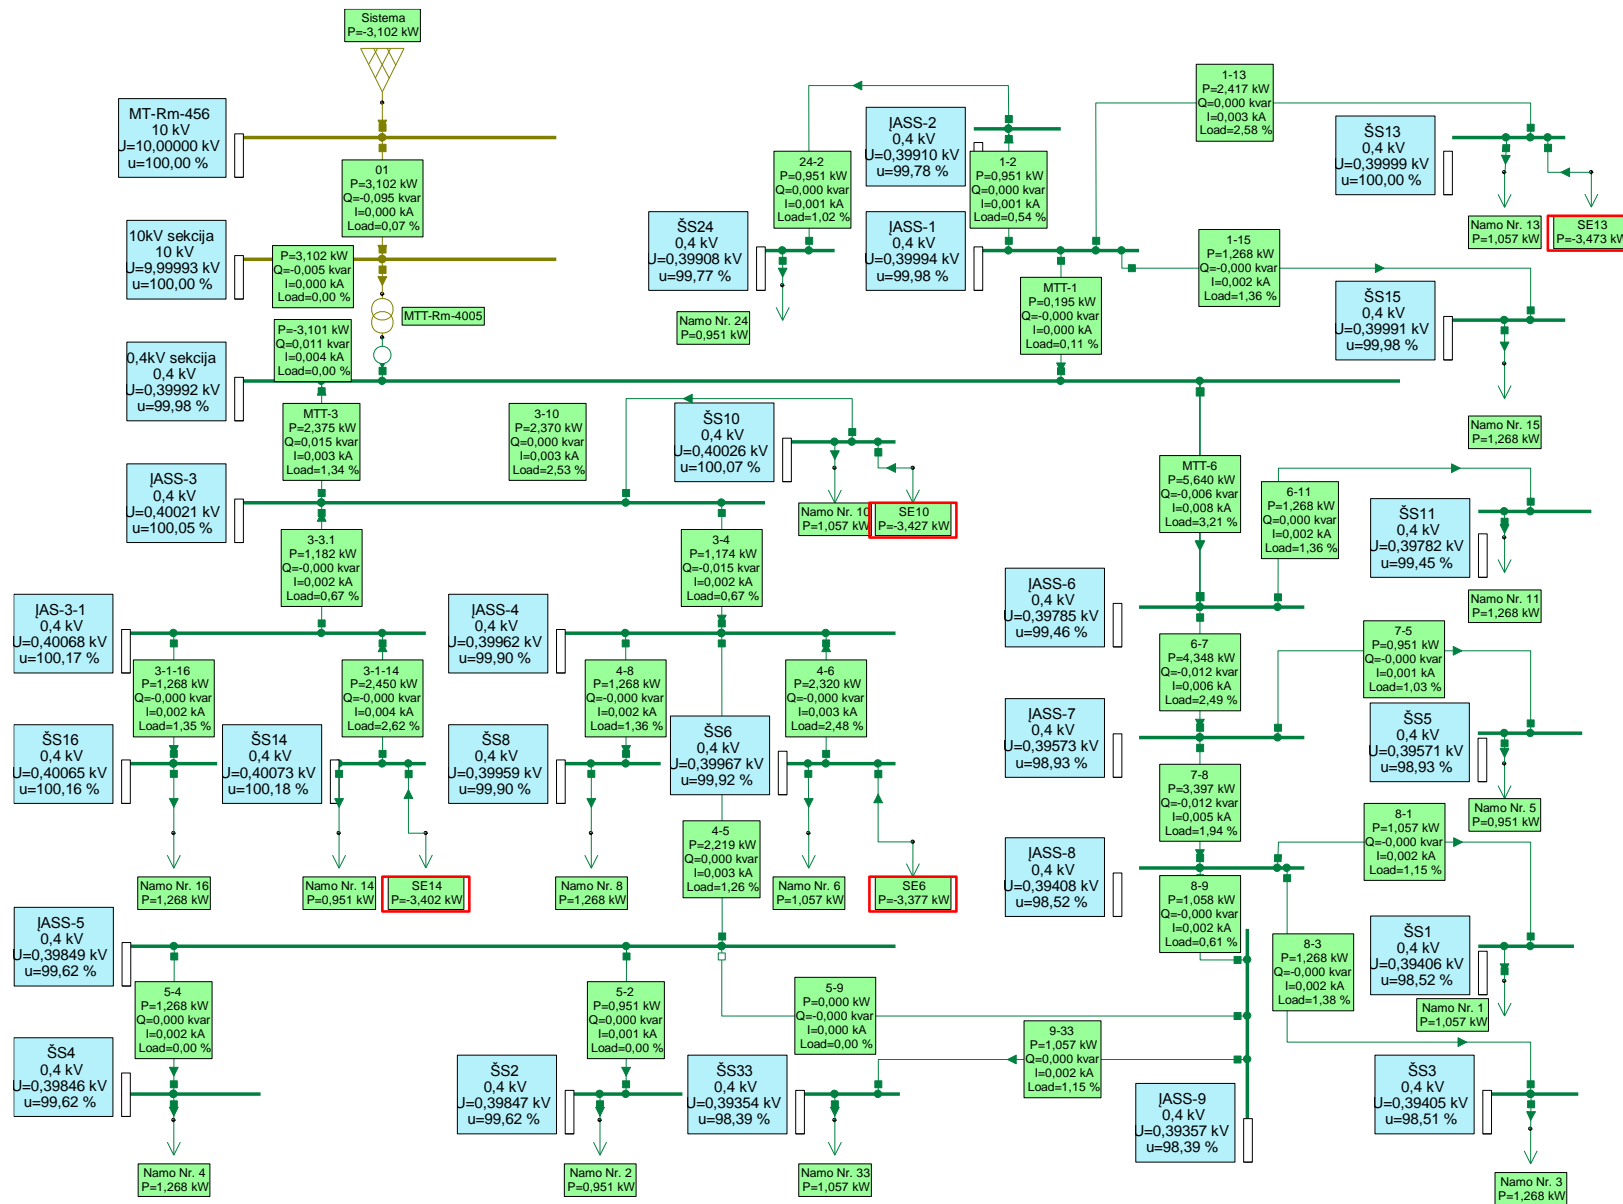 Sistema
P=-3,102 kW
MT-Rm-456
10 kV
U=10,00000 kV
u=100,00 %
01
P=3,102 kW
Q=-0,095 kvar
I=0,000 kA
Load=0,07 %
10kV sekcija
10 kV
U=9,99993 kV
u=100,00 %
P=3,102 kW
Q=-0,005 kvar
I=0,000 kA
Load=0,00 %
MTT-Rm-4005
P=-3,101 kW
Q=0,011 kvar
I=0,004 kA
Load=0,00 %
0,4kV sekcija
0,4 kV
U=0,39992 kV
u=99,98 %
24-2
P=0,951 kW
Q=0,000 kvar
I=0,001 kA
Load=1,02 %
ĮASS-2
0,4 kV
U=0,39910 kV
u=99,78 %
1-2
P=0,951 kW
Q=0,000 kvar
I=0,001 kA
Load=0,54 %
1-13
P=2,417 kW
Q=0,000 kvar
I=0,003 kA
Load=2,58 %
ŠS13
0,4 kV
U=0,39999 kV
u=100,00 %
Namo Nr. 13
P=1,057 kW
SE13
P=-3,473 kW
ŠS24
0,4 kV
U=0,39908 kV
u=99,77 %
ĮASS-1
0,4 kV
U=0,39994 kV
u=99,98 %
1-15
P=1,268 kW
Q=-0,000 kvar
I=0,002 kA
Load=1,36 %
MTT-1
P=0,195 kW
Q=-0,000 kvar
I=0,000 kA
Load=0,11 %
ŠS15
0,4 kV
U=0,39991 kV
u=99,98 %
Namo Nr. 24
P=0,951 kW
Namo Nr. 15
P=1,268 kW
MTT-3
P=2,375 kW
Q=0,015 kvar
I=0,003 kA
Load=1,34 %
3-10
P=2,370 kW
Q=0,000 kvar
I=0,003 kA
Load=2,53 %
ŠS10
0,4 kV
U=0,40026 kV
u=100,07 %
Namo Nr. 10
P=1,057 kW
SE10
P=-3,427 kW
ĮASS-3
0,4 kV
U=0,40021 kV
u=100,05 %
MTT-6
P=5,640 kW
Q=-0,006 kvar
I=0,008 kA
Load=3,21 %
6-11
P=1,268 kW
Q=0,000 kvar
I=0,002 kA
Load=1,36 %
ŠS11
0,4 kV
U=0,39782 kV
u=99,45 %
Namo Nr. 11
P=1,268 kW
3-3.1
P=1,182 kW
Q=-0,000 kvar
I=0,002 kA
Load=0,67 %
3-4
P=1,174 kW
Q=-0,015 kvar
I=0,002 kA
Load=0,67 %
ĮAS-3-1
0,4 kV
U=0,40068 kV
u=100,17 %
ĮASS-4
0,4 kV
U=0,39962 kV
u=99,90 %
ĮASS-6
0,4 kV
U=0,39785 kV
u=99,46 %
3-1-16
P=1,268 kW
Q=-0,000 kvar
I=0,002 kA
Load=1,35 %
3-1-14
P=2,450 kW
Q=-0,000 kvar
I=0,004 kA
Load=2,62 %
4-8
P=1,268 kW
Q=-0,000 kvar
I=0,002 kA
Load=1,36 %
4-6
P=2,320 kW
Q=-0,000 kvar
I=0,003 kA
Load=2,48 %
6-7
P=4,348 kW
Q=-0,012 kvar
I=0,006 kA
Load=2,49 %
7-5
P=0,951 kW
Q=-0,000 kvar
I=0,001 kA
Load=1,03 %
ŠS16
0,4 kV
U=0,40065 kV
u=100,16 %
ŠS14
0,4 kV
U=0,40073 kV
u=100,18 %
ŠS8
0,4 kV
U=0,39959 kV
u=99,90 %
ŠS6
0,4 kV
U=0,39967 kV
u=99,92 %
ĮASS-7
0,4 kV
U=0,39573 kV
u=98,93 %
ŠS5
0,4 kV
U=0,39571 kV
u=98,93 %
Namo Nr. 5
P=0,951 kW
7-8
P=3,397 kW
Q=-0,012 kvar
I=0,005 kA
Load=1,94 %
8-1
P=1,057 kW
Q=-0,000 kvar
I=0,002 kA
Load=1,15 %
4-5
P=2,219 kW
Q=0,000 kvar
I=0,003 kA
Load=1,26 %
Namo Nr. 16
P=1,268 kW
Namo Nr. 14
P=0,951 kW
SE14
P=-3,402 kW
Namo Nr. 8
P=1,268 kW
Namo Nr. 6
P=1,057 kW
SE6
P=-3,377 kW
ĮASS-8
0,4 kV
U=0,39408 kV
u=98,52 %
8-9
P=1,058 kW
Q=-0,000 kvar
I=0,002 kA
Load=0,61 %
8-3
P=1,268 kW
Q=-0,000 kvar
I=0,002 kA
Load=1,38 %
ŠS1
0,4 kV
U=0,39406 kV
u=98,52 %
Namo Nr. 1
P=1,057 kW
ĮASS-5
0,4 kV
U=0,39849 kV
u=99,62 %
5-4
P=1,268 kW
Q=0,000 kvar
I=0,002 kA
Load=0,00 %
5-2
P=0,951 kW
Q=0,000 kvar
I=0,001 kA
Load=0,00 %
5-9
P=0,000 kW
Q=-0,000 kvar
I=0,000 kA
Load=0,00 %
9-33
P=1,057 kW
Q=0,000 kvar
I=0,002 kA
Load=1,15 %
ŠS4
0,4 kV
U=0,39846 kV
u=99,62 %
ŠS2
0,4 kV
U=0,39847 kV
u=99,62 %
ŠS33
0,4 kV
U=0,39354 kV
u=98,39 %
ĮASS-9
0,4 kV
U=0,39357 kV
u=98,39 %
ŠS3
0,4 kV
U=0,39405 kV
u=98,51 %
Namo Nr. 4
P=1,268 kW
Namo Nr. 2
P=0,951 kW
Namo Nr. 33
P=1,057 kW
Namo Nr. 3
P=1,268 kW